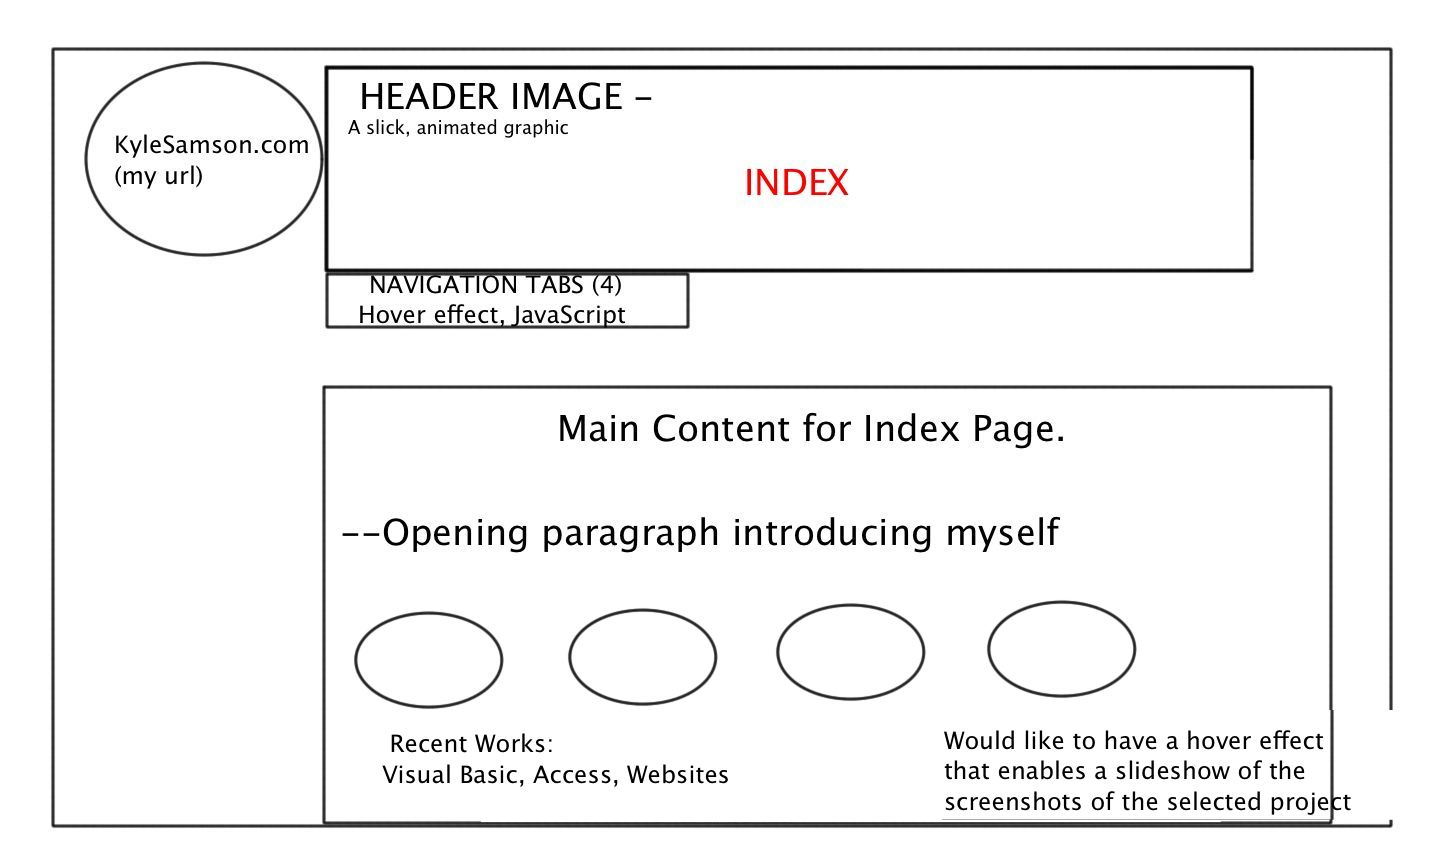 HEADER IMAGE –
A slick, animated graphic
KyleSamson.com
(my url)
INDEX
NAVIGATION TABS (4)
Hover effect, JavaScript
Main Content for Index Page.
--Opening paragraph introducing myself
Recent Works:
Visual Basic, Access, Websites
Would like to have a hover effect
that enables a slideshow of the
screenshots of the selected project